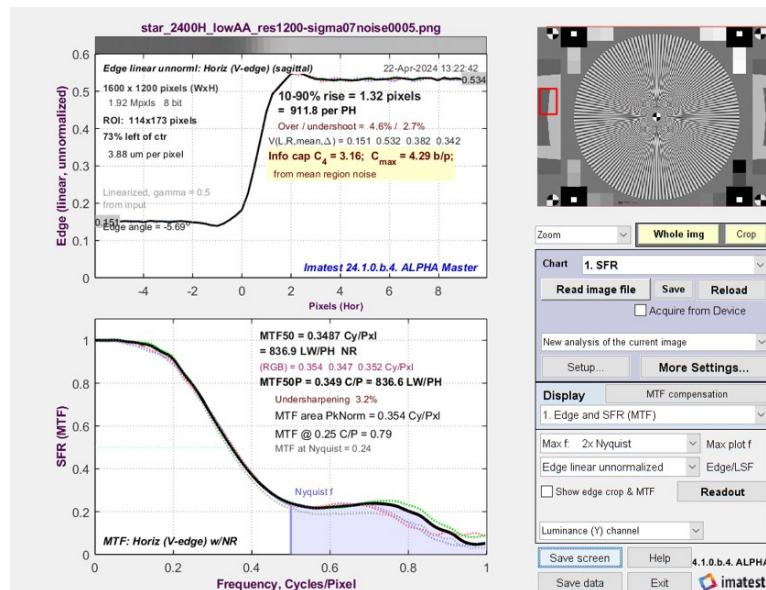 star_2400H_lowAA_res1200-sigma07noise0005.png
Edge linear unnorml: Horiz (V-edge) (sagittal)
22-Apr-2024 13:22:42
1600 x 1200 pixels (WxH)
1.92 Mpxls 8 bit
ROI: 114x173 pixels
73% left of ctr
3.88 um per pixel
Linearized, gamma = 0.5
from input
Edge angle = -5.69°
10-90% rise = 1.32 pixels
= 911.8 per PH
Over / undershoot = 4.6% / 2.7%
V(L,R,mean,Δ) = 0.151 0.532 0.382 0.342
Info cap C4 = 3.16; Cmax = 4.29 b/p;
from mean region noise
0.534
0.151
Imatest 24.1.0.b.4. ALPHA Master
Edge (linear, unnormalized)
0.6
0.5
0.4
0.3
0.2
0.1
0
-4 -2 0 2 4 6 8
Pixels (Hor)
MTF50 = 0.3487 Cy/Pxl
= 836.9 LW/PH NR
(RGB) = 0.354 0.347 0.352 Cy/Pxl
MTF50P = 0.349 C/P = 836.6 LW/PH
Undersharpening 3.2%
MTF area PkNorm = 0.354 Cy/Pxl
MTF @ 0.25 C/P = 0.79
MTF at Nyquist = 0.24
Nyquist f
MTF: Horiz (V-edge) w/NR
SFR (MTF)
1
0.8
0.6
0.4
0.2
0
0 0.2 0.4 0.6 0.8 1
Frequency, Cycles/Pixel
Zoom
Whole img
Crop
Chart
1. SFR
Read image file
Save
Reload
Acquire from Device
New analysis of the current image
Setup...
More Settings...
Display
MTF compensation
1. Edge and SFR (MTF)
Max f: 2x Nyquist
Max plot f
Edge linear unnormalized
Edge/LSF
Show edge crop & MTF
Readout
Luminance (Y) channel
Save screen
Help
4.1.0.b.4. ALPHA
Save data
Exit
imatest